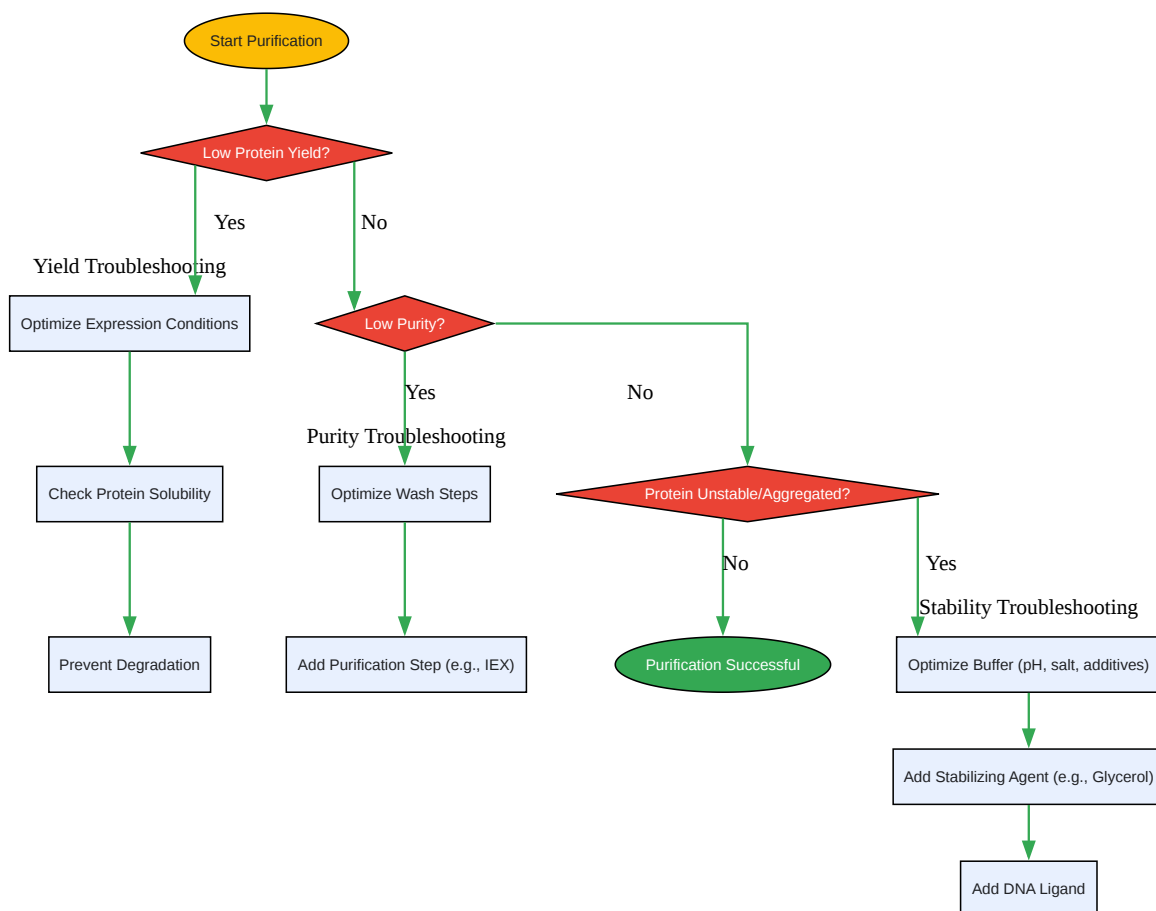 Start Purification
Low Protein Yield?
Yes
No
Yield Troubleshooting
Optimize Expression Conditions
Low Purity?
Yes
No
Purity Troubleshooting
Check Protein Solubility
Optimize Wash Steps
Protein Unstable/Aggregated?
No
Yes
Stability Troubleshooting
Prevent Degradation
Add Purification Step (e.g., IEX)
Purification Successful
Optimize Buffer (pH, salt, additives)
Add Stabilizing Agent (e.g., Glycerol)
Add DNA Ligand